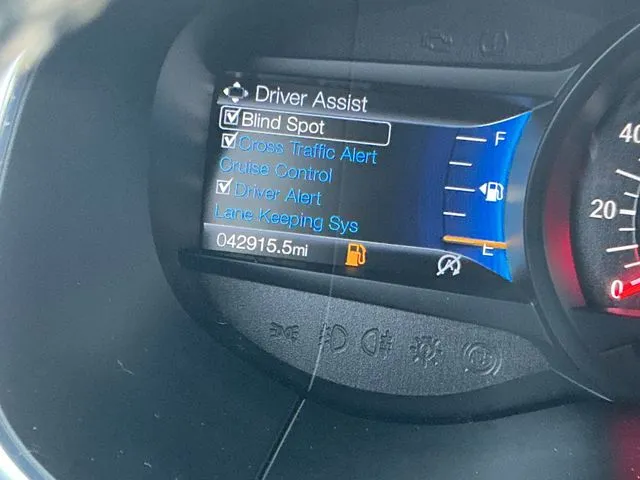 Driver Assist
Blind Spot
Cross Traffic Alert
Cruise Control
Driver Alert
Lane Keeping Sys
042915.5mi
F
E
40
20
0